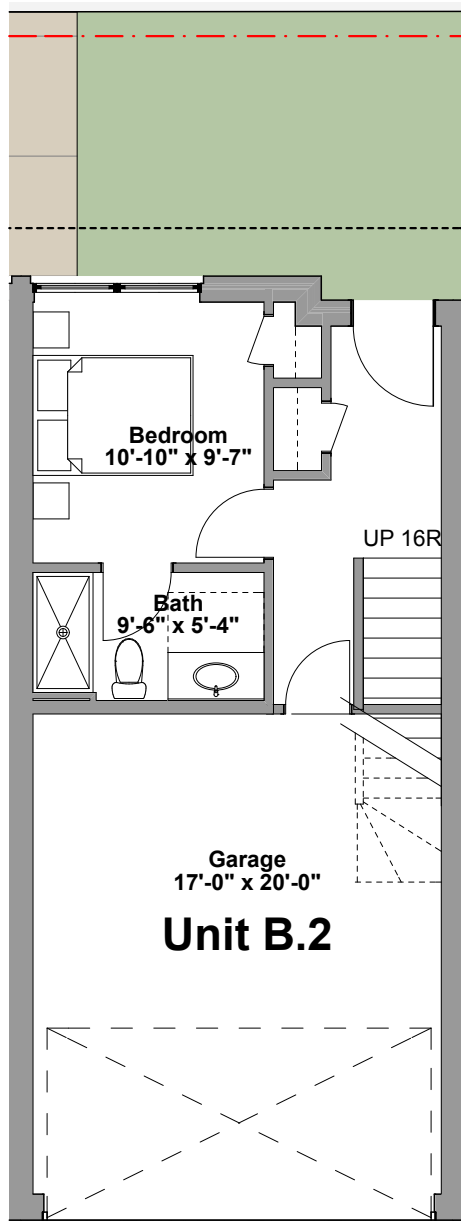 Bedroom
10'-10" x 9'-7"
UP 16R
Bath
9'-6" x 5'-4"
Garage
17'-0" x 20'-0"
Unit B.2